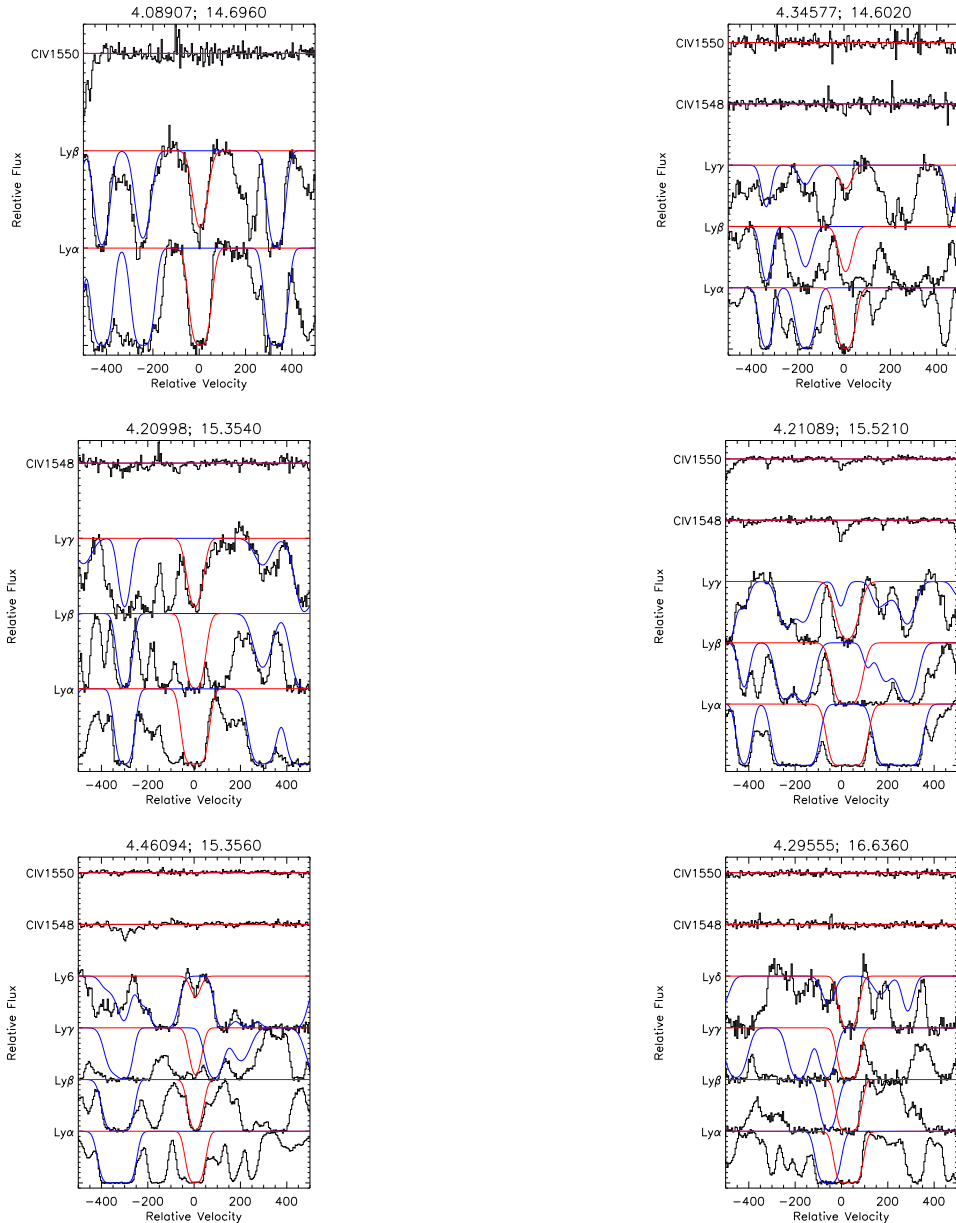 4.08907; 14.6960
CIV1550
Lyβ
Lyα
Relative Flux
−400 −200 0 200 400
Relative Velocity
4.34577; 14.6020
CIV1550
CIV1548
Lyγ
Lyβ
Lyα
Relative Flux
−400 −200 0 200 400
Relative Velocity
4.20998; 15.3540
CIV1548
Lyγ
Lyβ
Lyα
Relative Flux
−400 −200 0 200 400
Relative Velocity
4.21089; 15.5210
CIV1550
CIV1548
Lyγ
Lyβ
Lyα
Relative Flux
−400 −200 0 200 400
Relative Velocity
4.46094; 15.3560
CIV1550
CIV1548
Ly6
Lyγ
Lyβ
Lyα
Relative Flux
−400 −200 0 200 400
Relative Velocity
4.29555; 16.6360
CIV1550
CIV1548
Lyδ
Lyγ
Lyβ
Lyα
Relative Flux
−400 −200 0 200 400
Relative Velocity